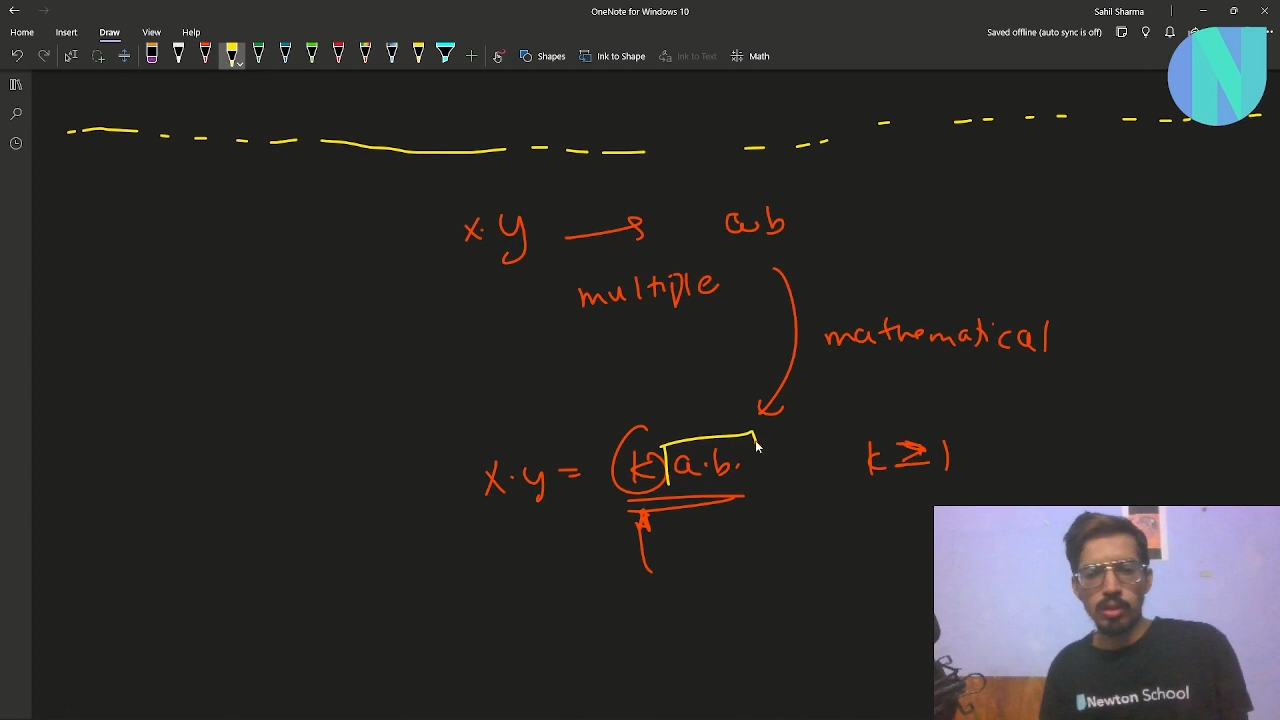 OneNote for Windows 10
Sahil Sharma
Home Insert Draw View Help
Saved offline (auto sync is off)
Shapes Ink to Shape Ink to Text Math
x.y → a.b
multiple
mathematical
x.y = k a.b. k ≥ 1
Newton School